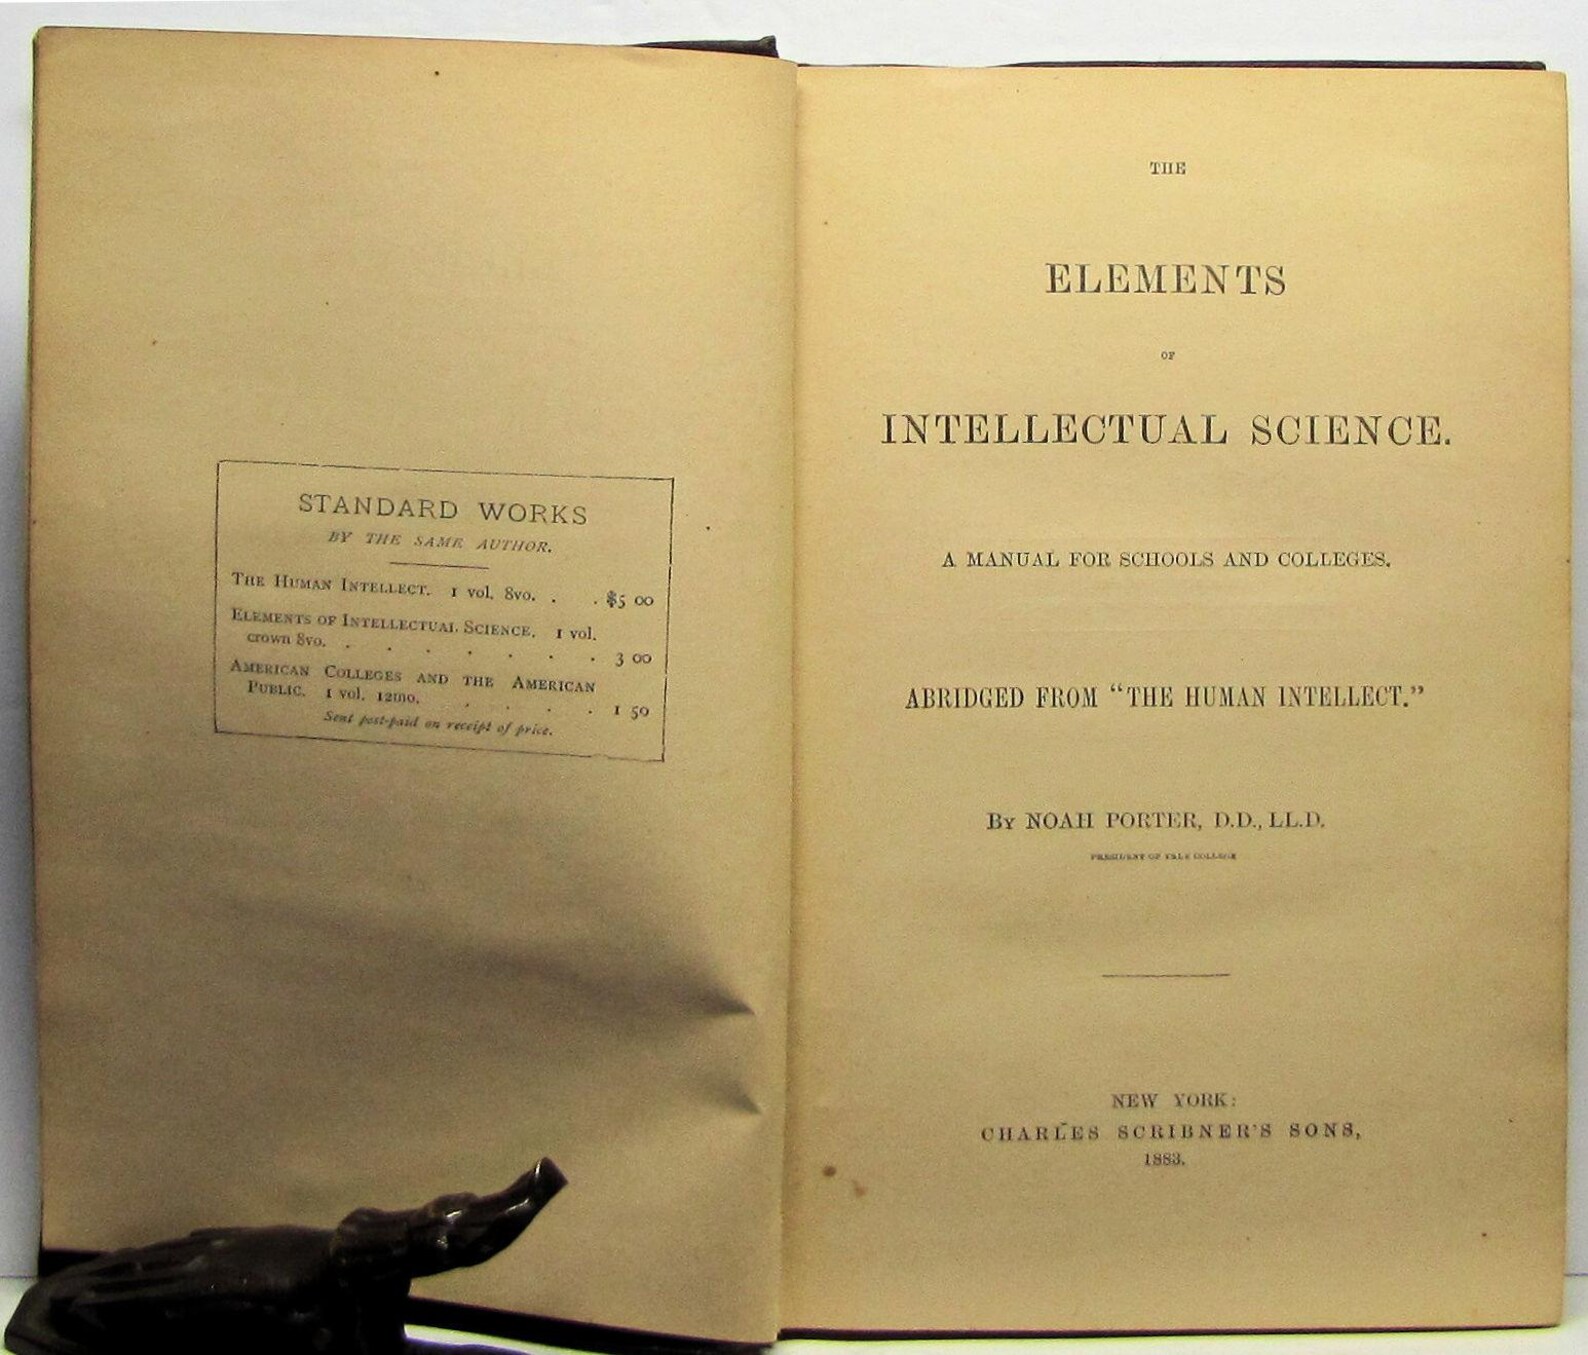 STANDARD WORKS
BY THE SAME AUTHOR.
THE HUMAN INTELLECT. 1 vol. 8vo. . . $5 00
ELEMENTS OF INTELLECTUAL SCIENCE. 1 vol.
crown 8vo. . . . . . . . 3 00
AMERICAN COLLEGES AND THE AMERICAN
PUBLIC. 1 vol. 12mo. . . . . 1 50
Sent post-paid on receipt of price.
THE
ELEMENTS
OF
INTELLECTUAL SCIENCE.
A MANUAL FOR SCHOOLS AND COLLEGES.
ABRIDGED FROM “THE HUMAN INTELLECT.”
By NOAH PORTER, D.D., LL.D.
PRESIDENT OF YALE COLLEGE
NEW YORK:
CHARLES SCRIBNER'S SONS,
1883.